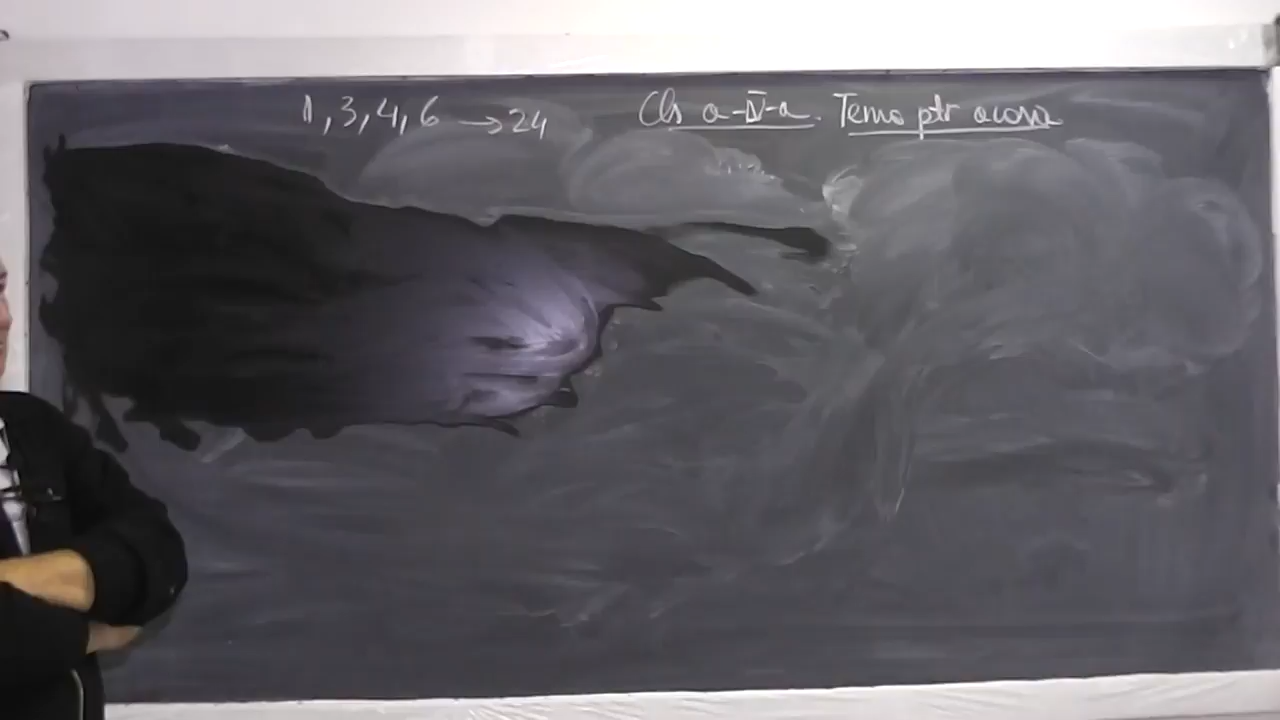 1, 3, 4, 6 → 24 Cls a-IV-a. Tema ptr acasa